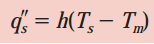 q″ₛ = h(Tₛ − Tₘ)